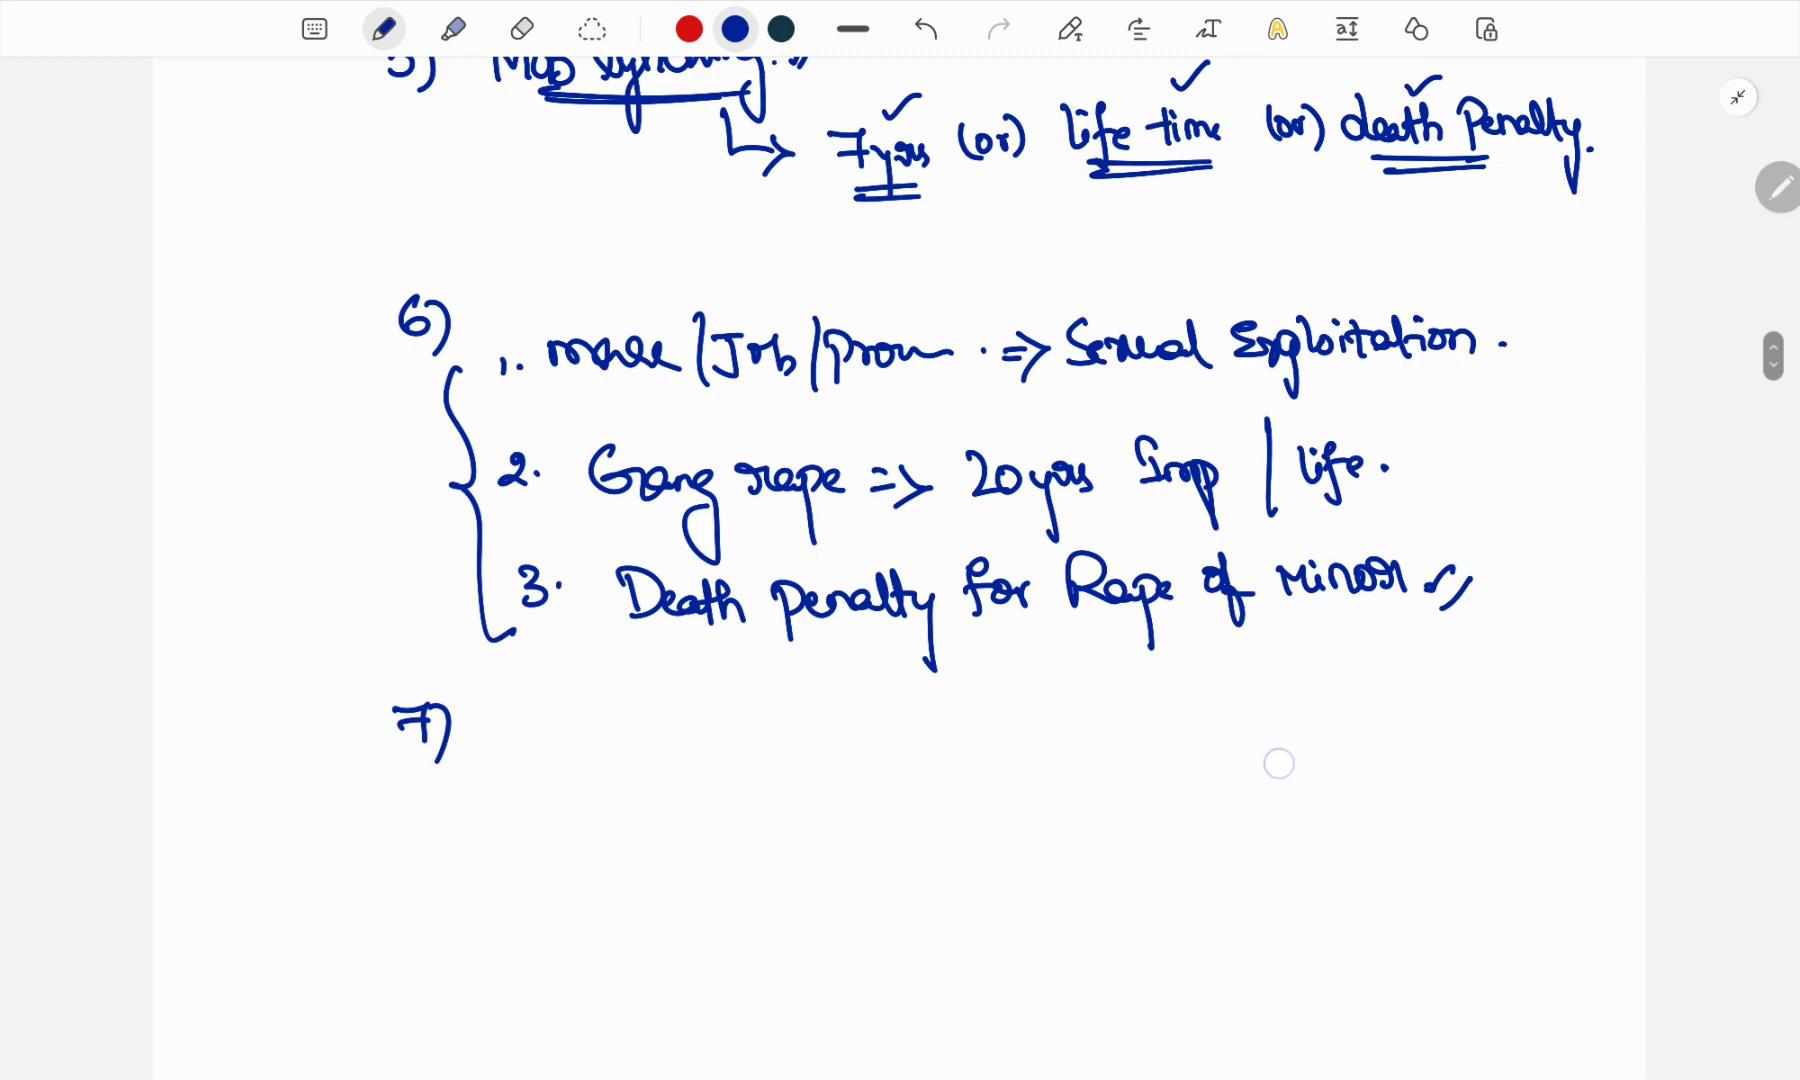 5) Mob lynching.
7yrs (or) life time (or) death Penalty.
6)
1. /Job/ Prom . => Sexual Exploitation.
2. Gang rape => 20yrs Imp | life.
3. Death penalty for Rape of Minor
7)